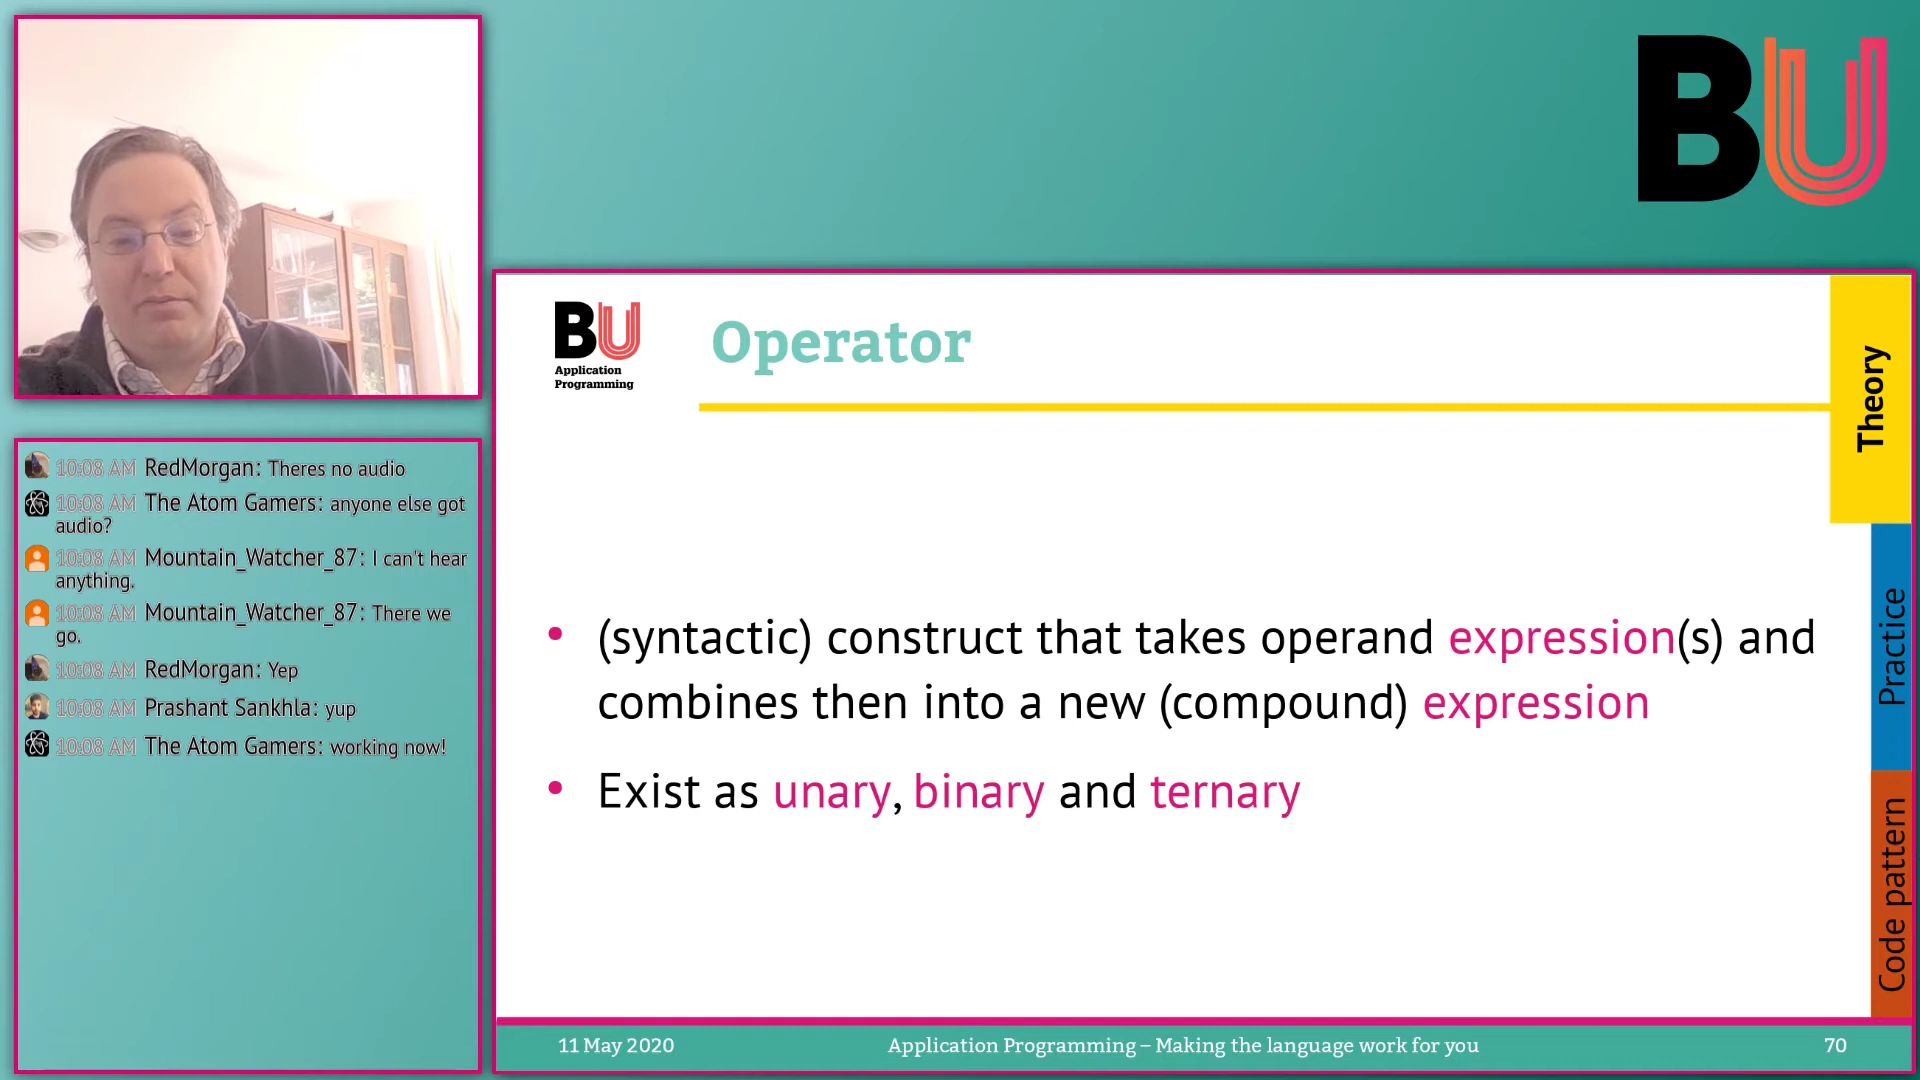 BU
10:08 AM RedMorgan: Theres no audio
10:08 AM The Atom Gamers: anyone else got
audio?
10:08 AM Mountain_Watcher_87: I can't hear
anything.
10:08 AM Mountain_Watcher_87: There we
go.
10:08 AM RedMorgan: Yep
10:08 AM Prashant Sankhla: yup
10:08 AM The Atom Gamers: working now!
BU
Application
Programming
Operator
• (syntactic) construct that takes operand expression(s) and
combines then into a new (compound) expression
• Exist as unary, binary and ternary
Theory
Practice
Code pattern
11 May 2020
Application Programming – Making the language work for you
70